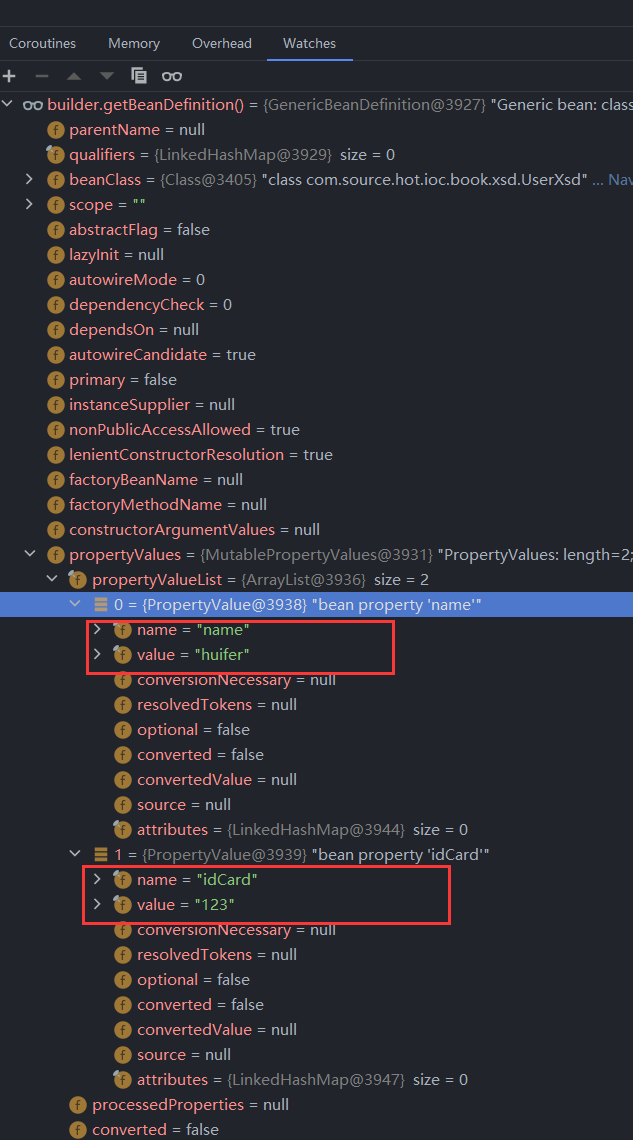 Coroutines Memory Overhead Watches
builder.getBeanDefinition() = {GenericBeanDefinition@3927} "Generic bean: class
parentName = null
qualifiers = {LinkedHashMap@3929} size = 0
beanClass = {Class@3405} "class com.source.hot.ioc.book.xsd.UserXsd" ... Nav
scope = ""
abstractFlag = false
lazyInit = null
autowireMode = 0
dependencyCheck = 0
dependsOn = null
autowireCandidate = true
primary = false
instanceSupplier = null
nonPublicAccessAllowed = true
lenientConstructorResolution = true
factoryBeanName = null
factoryMethodName = null
constructorArgumentValues = null
propertyValues = {MutablePropertyValues@3931} "PropertyValues: length=2;
propertyValueList = {ArrayList@3936} size = 2
0 = {PropertyValue@3938} "bean property 'name'"
name = "name"
value = "huifer"
conversionNecessary = null
resolvedTokens = null
optional = false
converted = false
convertedValue = null
source = null
attributes = {LinkedHashMap@3944} size = 0
1 = {PropertyValue@3939} "bean property 'idCard'"
name = "idCard"
value = "123"
conversionNecessary = null
resolvedTokens = null
optional = false
converted = false
convertedValue = null
source = null
attributes = {LinkedHashMap@3947} size = 0
processedProperties = null
converted = false